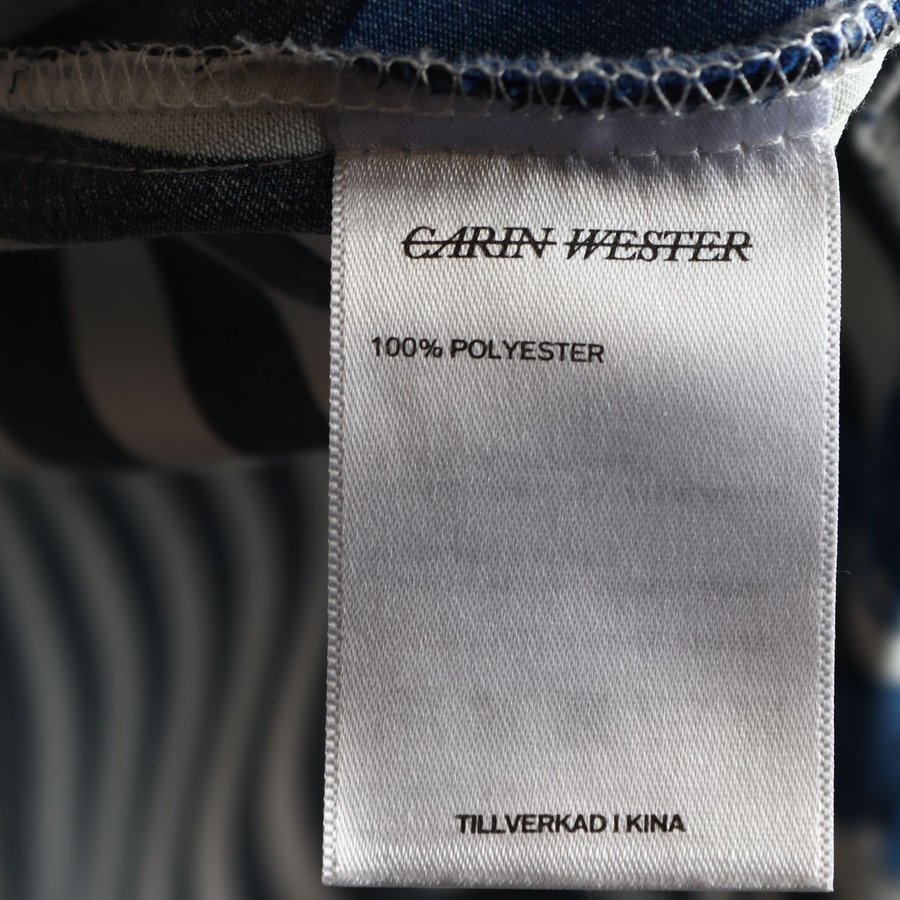 CARIN WESTER
100% POLYESTER
TILLVERKAD I KINA